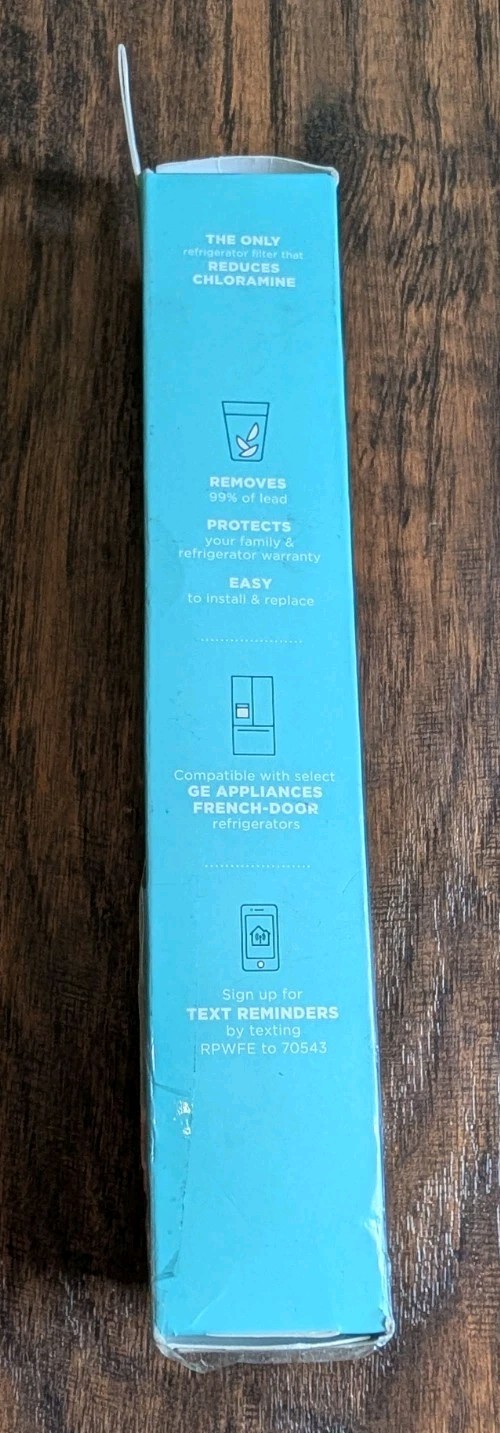 THE ONLY
refrigerator filter that
REDUCES
CHLORAMINE
REMOVES
99% of lead
PROTECTS
your family &
refrigerator warranty
EASY
to install & replace
Compatible with select
GE APPLIANCES
FRENCH-DOOR
refrigerators
Sign up for
TEXT REMINDERS
by texting
RPWFE to 70543